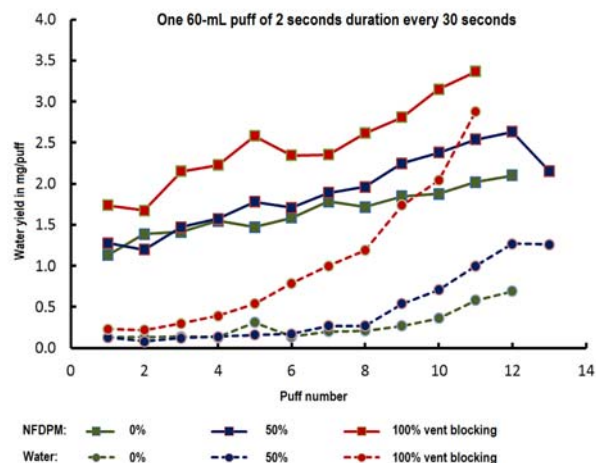 One 60-mL puff of 2 seconds duration every 30 seconds
4.0
3.5
3.0
2.5
2.0
1.5
1.0
0.5
0.0
Water yield in mg/puff
0 2 4 6 8 10 12 14
Puff number
NFDPM: 0% 50% 100% vent blocking
Water: 0% 50% 100% vent blocking